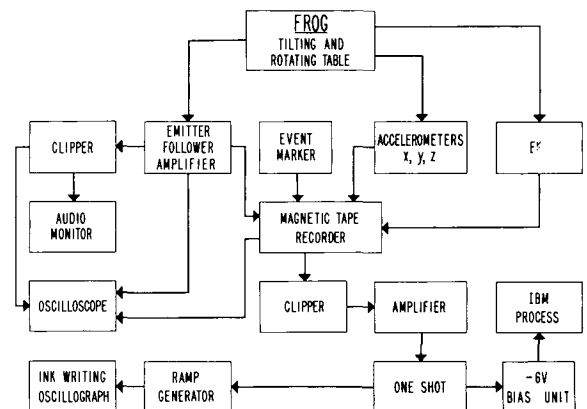 FROG
TILTING AND
ROTATING TABLE
CLIPPER
EMITTER
FOLLOWER
AMPLIFIER
EVENT
MARKER
ACCELEROMETERS
X, Y, Z
AUDIO
MONITOR
MAGNETIC TAPE
RECORDER
OSCILLOSCOPE
CLIPPER
AMPLIFIER
IBM
PROCESS
INK WRITING
OSCILLOGRAPH
RAMP
GENERATOR
ONE SHOT
-6V
BIAS UNIT